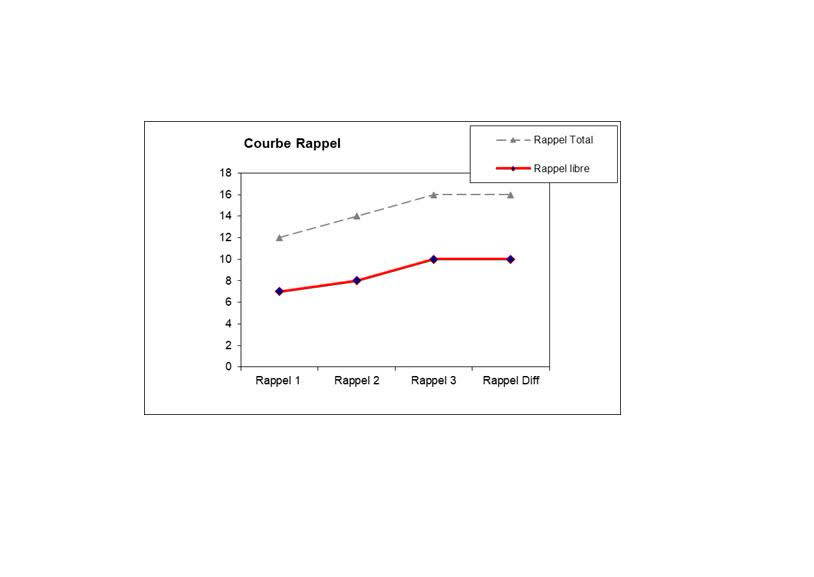 Courbe Rappel
Rappel Total
Rappel libre
18
16
14
12
10
8
6
4
2
0
Rappel 1
Rappel 2
Rappel 3
Rappel Diff